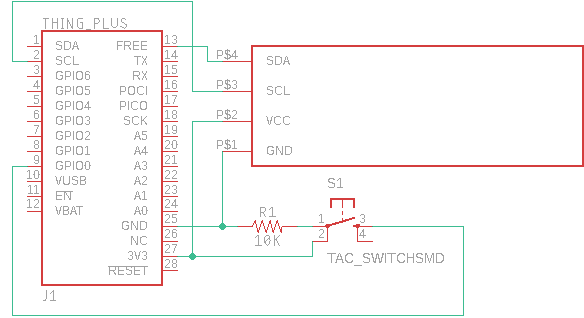 THING_PLUS
1 SDA FREE 13
2 SCL TX 14
3 GPIO6 RX 15
4 GPIO5 POCI 16
5 GPIO4 PICO 17
6 GPIO3 SCK 18
7 GPIO2 A5 19
8 GPIO1 A4 20
9 GPIO0 A3 21
10 VUSB A2 22
11 EN A1 23
12 VBAT A0 24
GND 25
NC 26
3V3 27
RESET 28
J1
P$4 SDA
P$3 SCL
P$2 VCC
P$1 GND
R1
10K
S1
1 3
2 4
TAC_SWITCHSMD